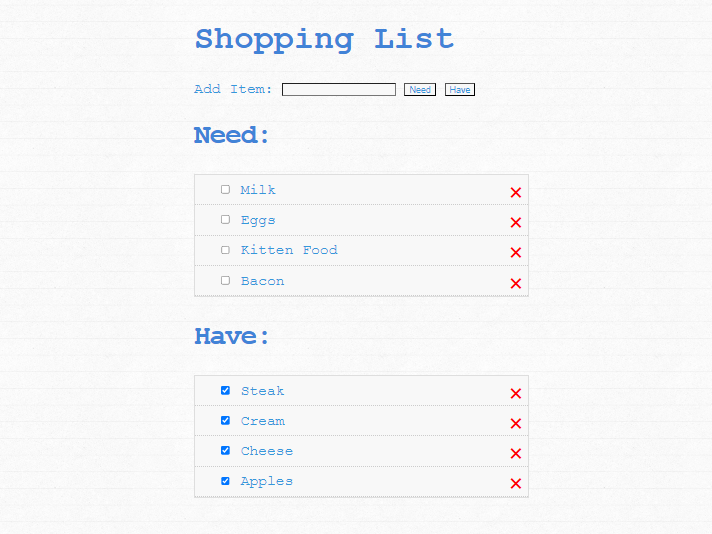 Shopping List
Add Item: Need Have
Need:
Milk
Eggs
Kitten Food
Bacon
Have:
Steak
Cream
Cheese
Apples